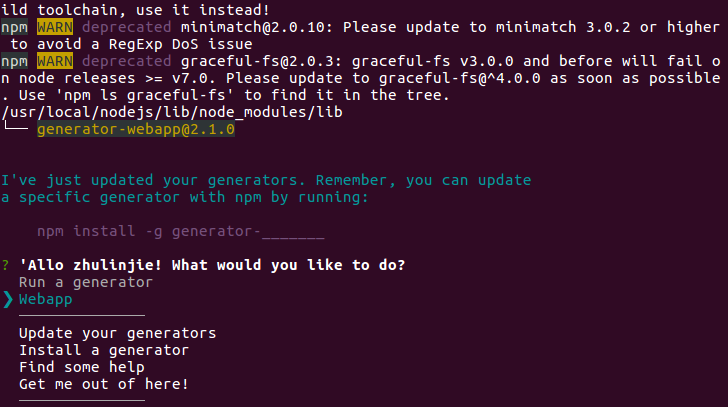 ild toolchain, use it instead!
npm WARN deprecated minimatch@2.0.10: Please update to minimatch 3.0.2 or higher
 to avoid a RegExp DoS issue
npm WARN deprecated graceful-fs@2.0.3: graceful-fs v3.0.0 and before will fail o
n node releases >= v7.0. Please update to graceful-fs@^4.0.0 as soon as possible
. Use 'npm ls graceful-fs' to find it in the tree.
/usr/local/nodejs/lib/node_modules/lib
└── generator-webapp@2.1.0
I've just updated your generators. Remember, you can update
a specific generator with npm by running:
npm install -g generator-_______
? 'Allo zhulinjie! What would you like to do?
Run a generator
❯ Webapp
──────────────
Update your generators
Install a generator
Find some help
Get me out of here!
──────────────